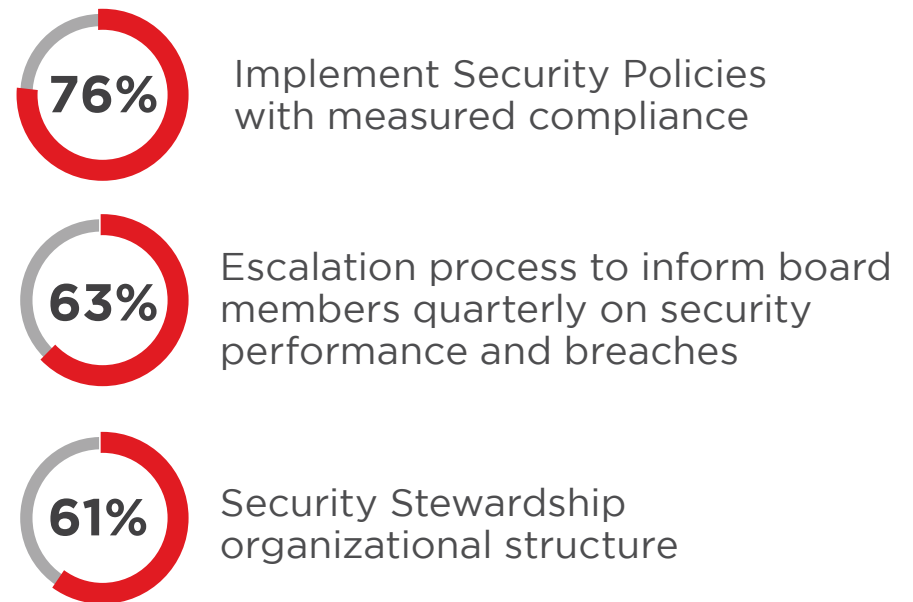 76%
Implement Security Policies
with measured compliance
63%
Escalation process to inform board
members quarterly on security
performance and breaches
61%
Security Stewardship
organizational structure